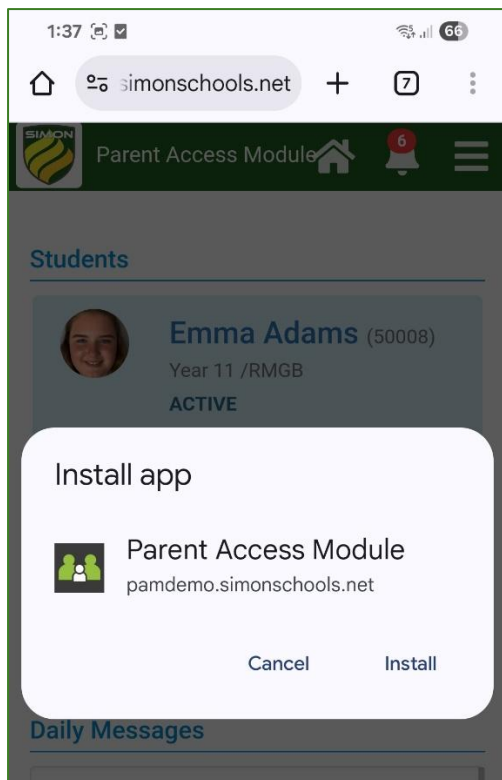 1:37
66
simonschools.net
7
SIMON
Parent Access Module
6
Students
Emma Adams (50008)
Year 11 /RMGB
ACTIVE
Install app
Parent Access Module
pamdemo.simonschools.net
Cancel Install
Daily Messages